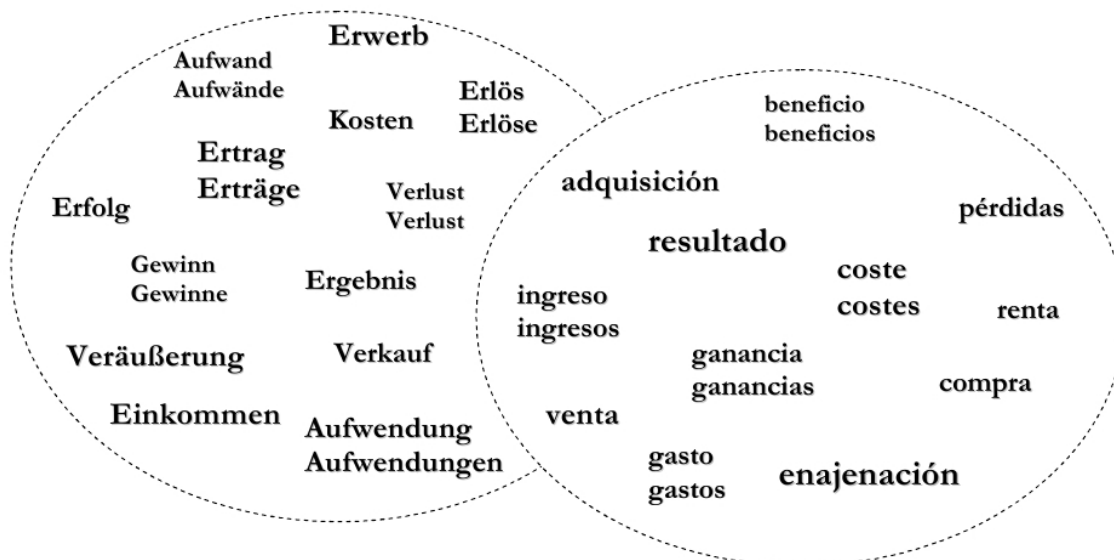 Erwerb
Aufwand
Aufwände
Erlös
Erlöse
Kosten
Ertrag
Erträge
Verlust
Verlust
Erfolg
Gewinn
Gewinne
Ergebnis
Veräußerung
Verkauf
Einkommen
Aufwendung
Aufwendungen
beneficio
beneficios
adquisición
pérdidas
resultado
coste
costes
ingreso
ingresos
renta
ganancia
ganancias
compra
venta
gasto
gastos
enajenación